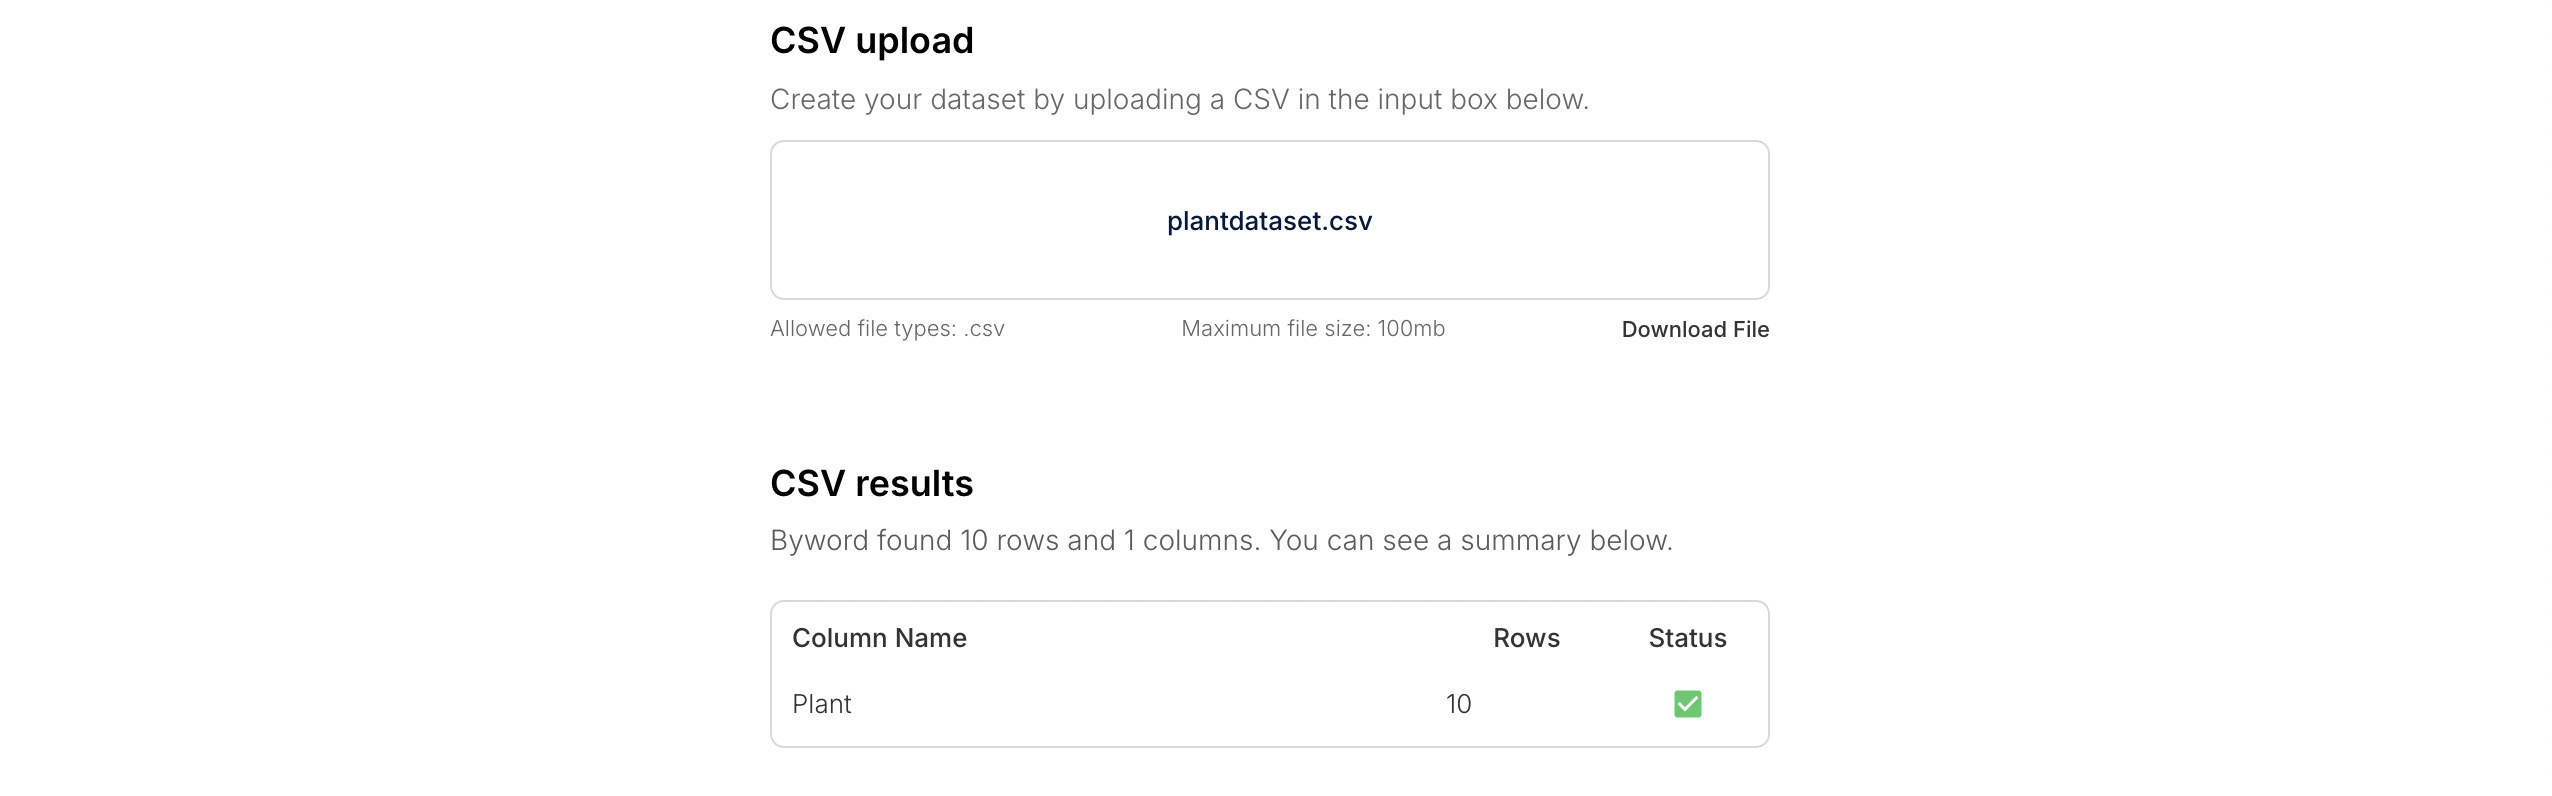 CSV upload
Create your dataset by uploading a CSV in the input box below.
plantdataset.csv
Allowed file types: .csv Maximum file size: 100mb Download File
CSV results
Byword found 10 rows and 1 columns. You can see a summary below.
Column Name Rows Status
Plant 10